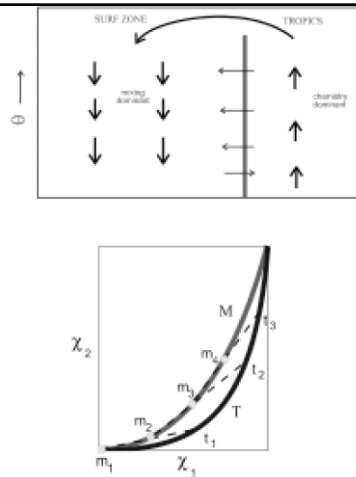 SURF ZONE TROPICS
mixing
dominant
chemistry
dominant
Θ
M
t3
χ2
m4
t2
m3
T
m2
t1
m1
χ1